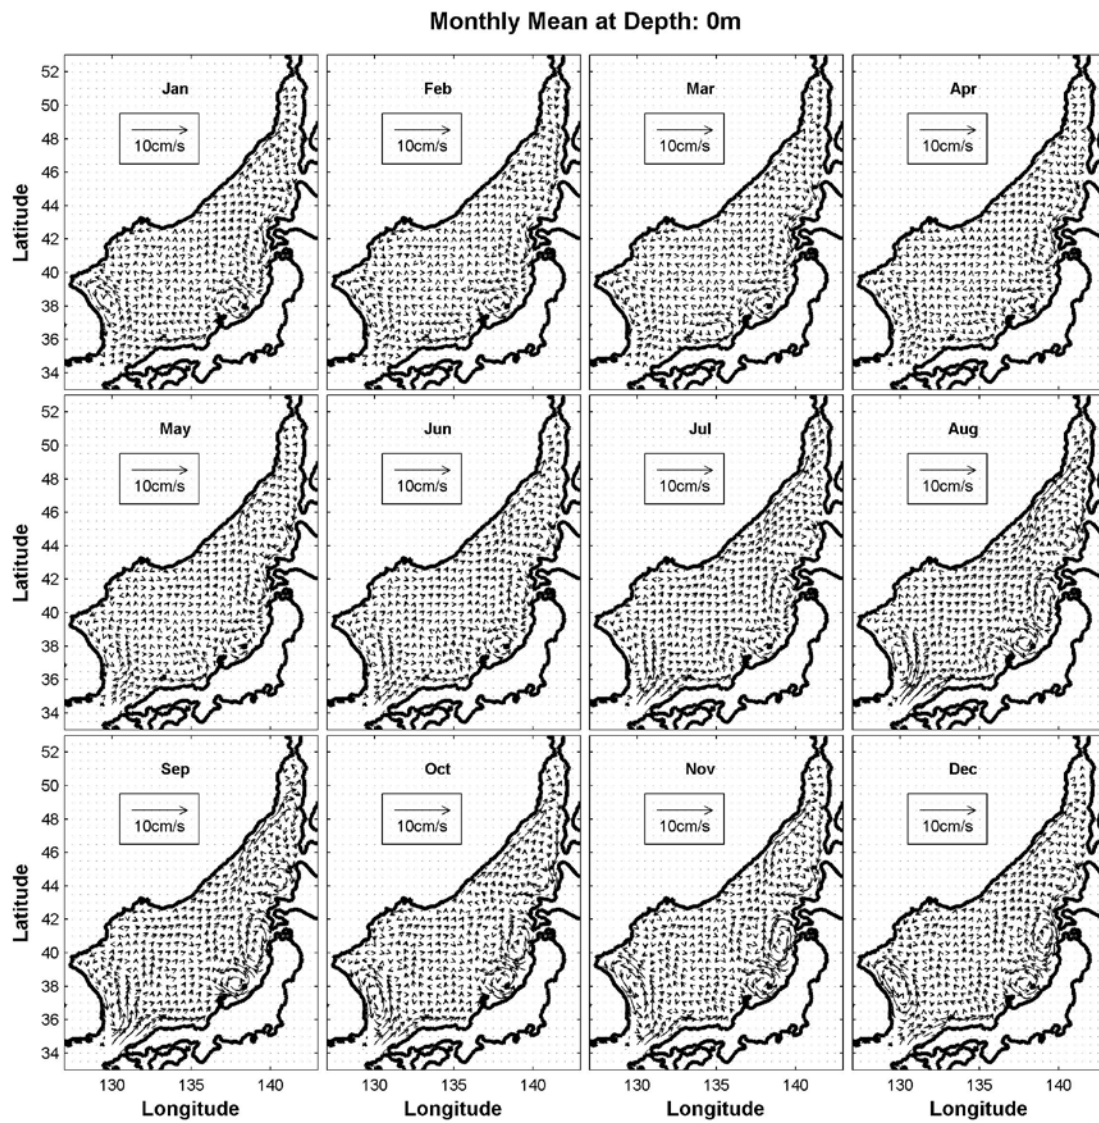 Monthly Mean at Depth: 0m
Jan Feb Mar Apr
10cm/s 10cm/s 10cm/s 10cm/s
52
50
48
46
44
42
40
38
36
34
Latitude
May Jun Jul Aug
10cm/s 10cm/s 10cm/s 10cm/s
52
50
48
46
44
42
40
38
36
34
Latitude
Sep Oct Nov Dec
10cm/s 10cm/s 10cm/s 10cm/s
52
50
48
46
44
42
40
38
36
34
Latitude
130 135 140 130 135 140 130 135 140 130 135 140
Longitude Longitude Longitude Longitude